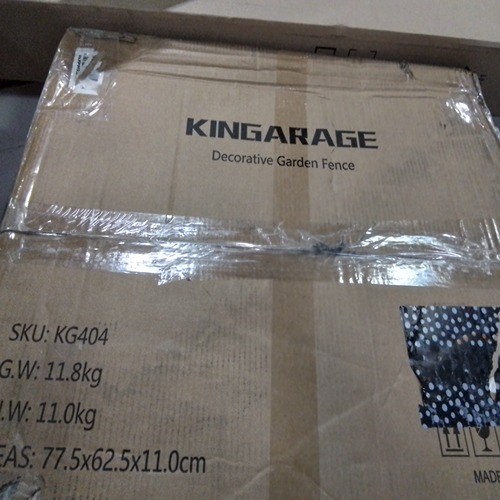 KINGARAGE
Decorative Garden Fence
SKU: KG404
G.W: 11.8kg
.W: 11.0kg
EAS: 77.5x62.5x11.0cm
MADE